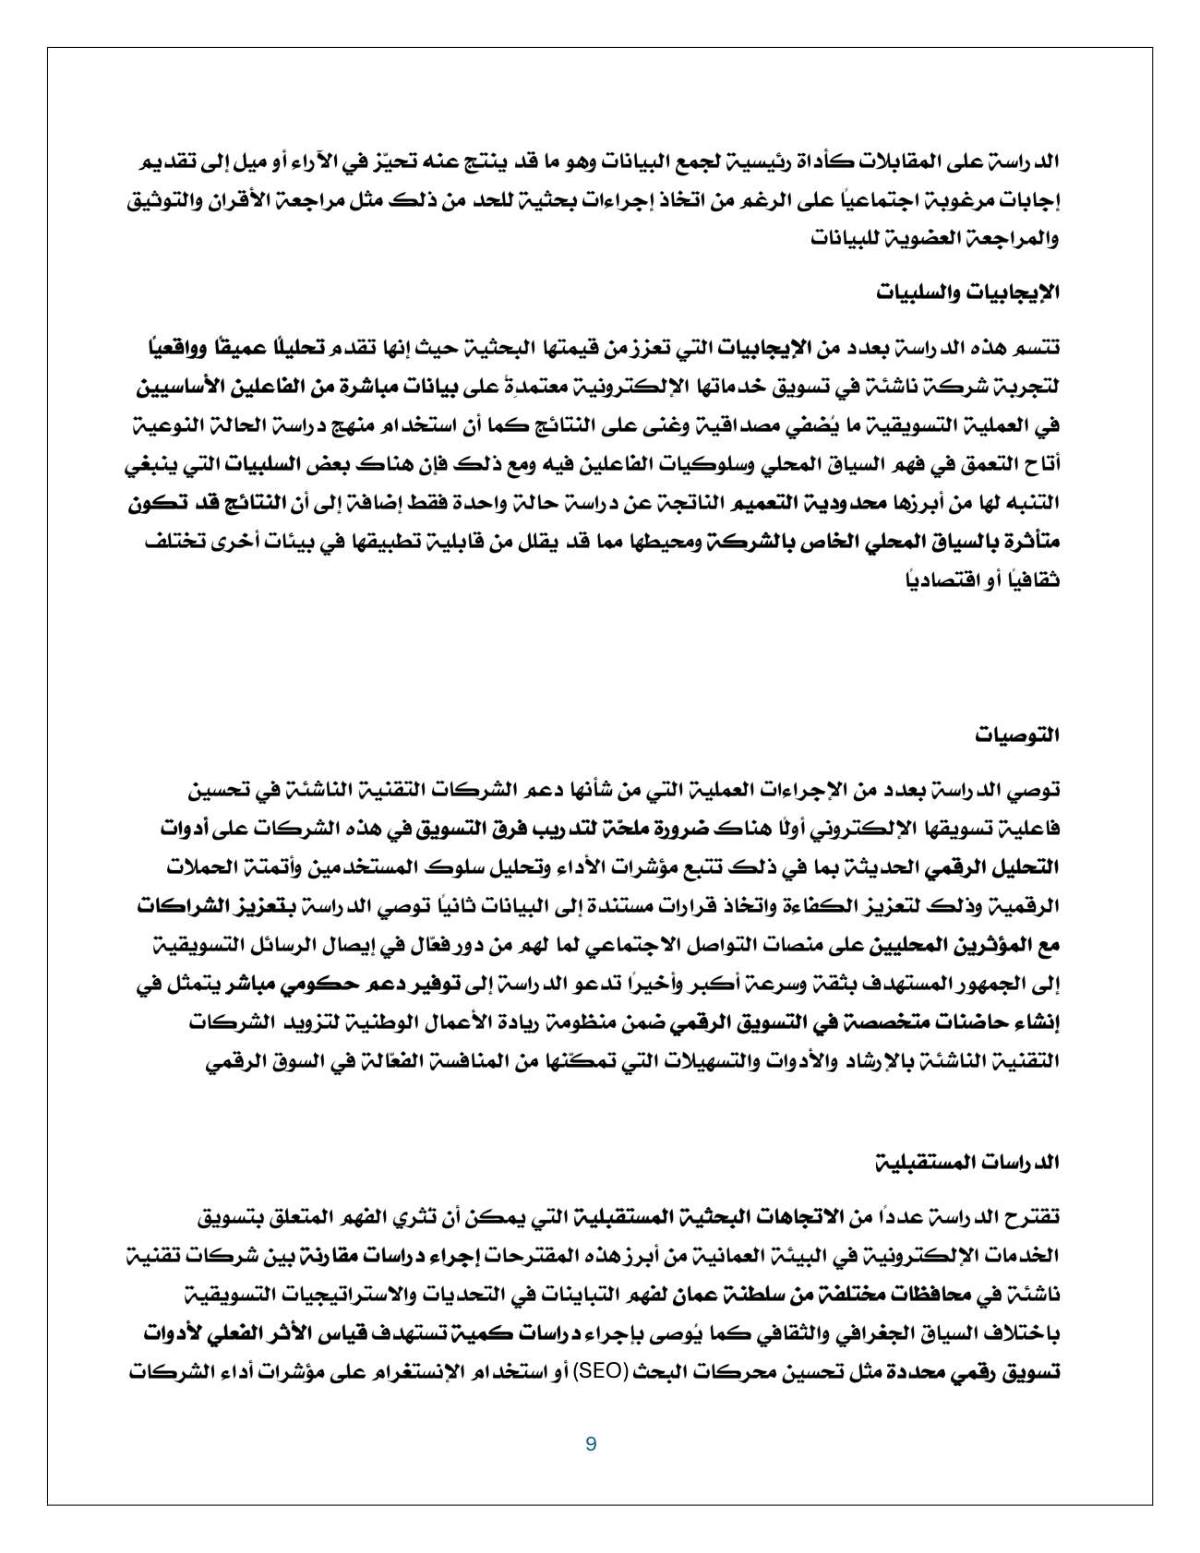 الدراسة على المقابلات كأداة رئيسية لجمع البيانات وهو ما قد ينتج عنه تحيّز في الآراء أو ميل إلى تقديم
إجابات مرغوبة اجتماعيًا على الرغم من اتخاذ إجراءات بحثية للحد من ذلك مثل مراجعة الأقران والتوثيق
والمراجعة العضوية للبيانات
الإيجابيات والسلبيات
تتسم هذه الدراسة بعدد من الإيجابيات التي تعزز من قيمتها البحثية حيث إنها تقدم تحليلًا عميقًا وواقعيًا
لتجربة شركة ناشئة في تسويق خدماتها الإلكترونية معتمدةً على بيانات مباشرة من الفاعلين الأساسيين
في العملية التسويقية ما يُضفي مصداقية وغنى على النتائج كما أن استخدام منهج دراسة الحالة النوعية
أتاح التعمق في فهم السياق المحلي وسلوكيات الفاعلين فيه ومع ذلك فإن هناك بعض السلبيات التي ينبغي
التنبه لها من أبرزها محدودية التعميم الناتجة عن دراسة حالة واحدة فقط إضافة إلى أن النتائج قد تكون
متأثرة بالسياق المحلي الخاص بالشركة ومحيطها مما قد يقلل من قابلية تطبيقها في بيئات أخرى تختلف
ثقافيًا أو اقتصاديًا
التوصيات
توصي الدراسة بعدد من الإجراءات العملية التي من شأنها دعم الشركات التقنية الناشئة في تحسين
فاعلية تسويقها الإلكتروني أولًا هناك ضرورة ملحّة لتدريب فرق التسويق في هذه الشركات على أدوات
التحليل الرقمي الحديثة بما في ذلك تتبع مؤشرات الأداء وتحليل سلوك المستخدمين وأتمتة الحملات
الرقمية وذلك لتعزيز الكفاءة واتخاذ قرارات مستندة إلى البيانات ثانيًا توصي الدراسة بتعزيز الشراكات
مع المؤثرين المحليين على منصات التواصل الاجتماعي لما لهم من دور فعّال في إيصال الرسائل التسويقية
إلى الجمهور المستهدف بثقة وسرعة أكبر وأخيرًا تدعو الدراسة إلى توفير دعم حكومي مباشر يتمثل في
إنشاء حاضنات متخصصة في التسويق الرقمي ضمن منظومة ريادة الأعمال الوطنية لتزويد الشركات
التقنية الناشئة بالإرشاد والأدوات والتسهيلات التي تمكّنها من المنافسة الفعّالة في السوق الرقمي
الدراسات المستقبلية
تقترح الدراسة عددًا من الاتجاهات البحثية المستقبلية التي يمكن أن تُثري الفهم المتعلق بتسويق
الخدمات الإلكترونية في البيئة العمانية من أبرز هذه المقترحات إجراء دراسات مقارنة بين شركات تقنية
ناشئة في محافظات مختلفة من سلطنة عمان لفهم التباينات في التحديات والاستراتيجيات التسويقية
باختلاف السياق الجغرافي والثقافي كما يُوصى بإجراء دراسات كمية تستهدف قياس الأثر الفعلي لأدوات
تسويق رقمي محددة مثل تحسين محركات البحث (SEO) أو استخدام الإنستغرام على مؤشرات أداء الشركات
9